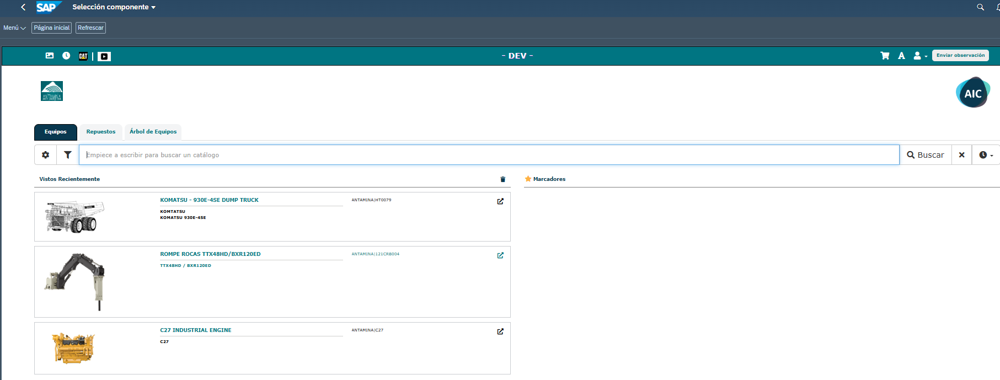 SAP Selección componente
Menú Página inicial Refrescar
CAT - DEV - A Enviar observación
ANTAMINA
AIC
Equipos Repuestos Árbol de Equipos
Empiece a escribir para buscar un catálogo Buscar
Vistos Recientemente Marcadores
KOMATSU - 930E-4SE DUMP TRUCK ANTAMINA|HT0079
KOMTATSU
KOMATSU 930E-4SE
ROMPE ROCAS TTX48HD/BXR120ED ANTAMINA|121CRB004
TTX48HD / BXR120ED
C27 INDUSTRIAL ENGINE ANTAMINA|C27
C27